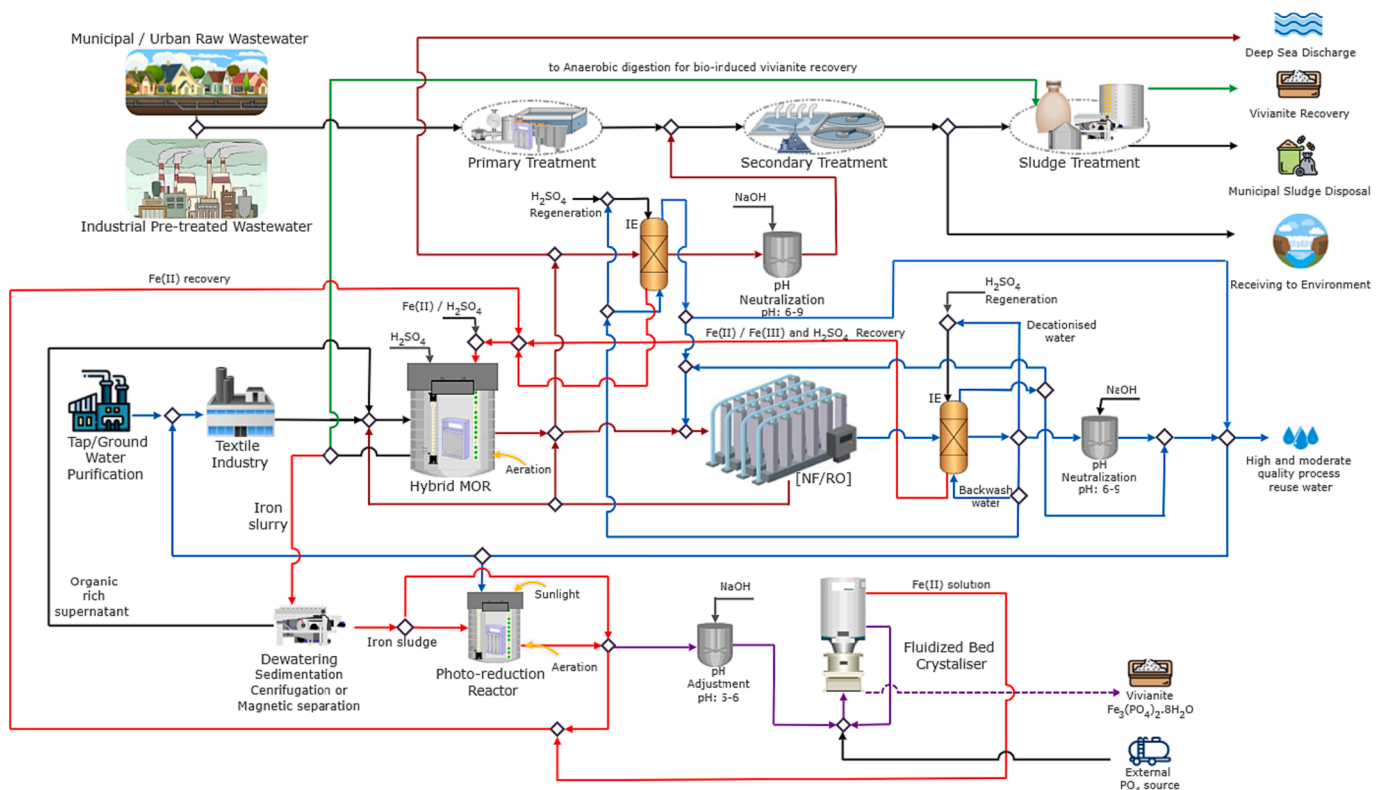 Municipal / Urban Raw Wastewater
Industrial Pre-treated Wastewater
to Anaerobic digestion for bio-induced vivianite recovery
Primary Treatment
Secondary Treatment
Sludge Treatment
Deep Sea Discharge
Vivianite Recovery
Municipal Sludge Disposal
Receiving to Environment
H₂SO₄
Regeneration
IE
NaOH
pH
Neutralization
pH: 6-9
Fe(II) recovery
Fe(II) / H₂SO₄
H₂SO₄
Fe(II) / Fe(III) and H₂SO₄ Recovery
H₂SO₄
Regeneration
Decationised
water
Tap/Ground
Water
Purification
Textile
Industry
Hybrid MOR
Aeration
[NF/RO]
IE
Backwash
water
NaOH
pH
Neutralization
pH: 6-9
High and moderate
quality process
reuse water
Iron
slurry
Organic
rich
supernatant
Dewatering
Sedimentation
Cenrifugation or
Magnetic separation
Iron sludge
Sunlight
Aeration
Photo-reduction
Reactor
NaOH
pH
Adjustment
pH: 5-6
Fe(II) solution
Fluidized Bed
Crystaliser
Vivianite
Fe₃(PO₄)₂.8H₂O
External
PO₄ source